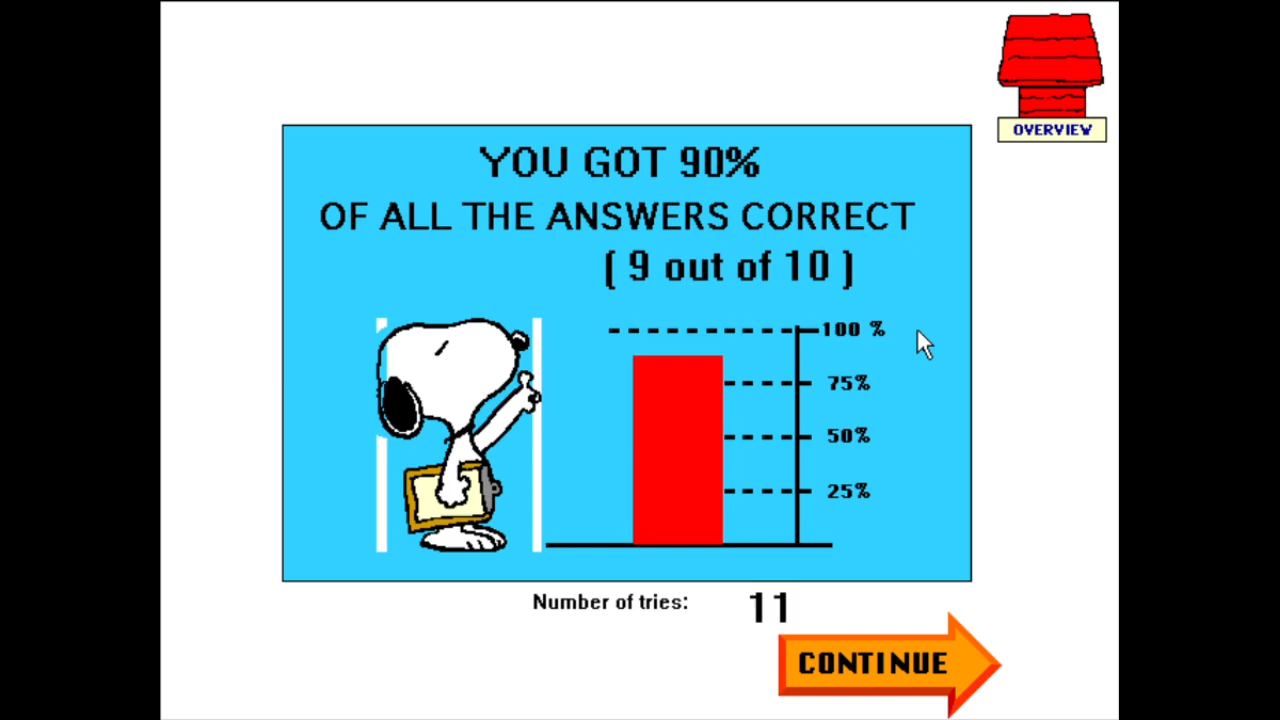 OVERVIEW
YOU GOT 90%
OF ALL THE ANSWERS CORRECT
( 9 out of 10 )
100 %
75%
50%
25%
Number of tries: 11
CONTINUE